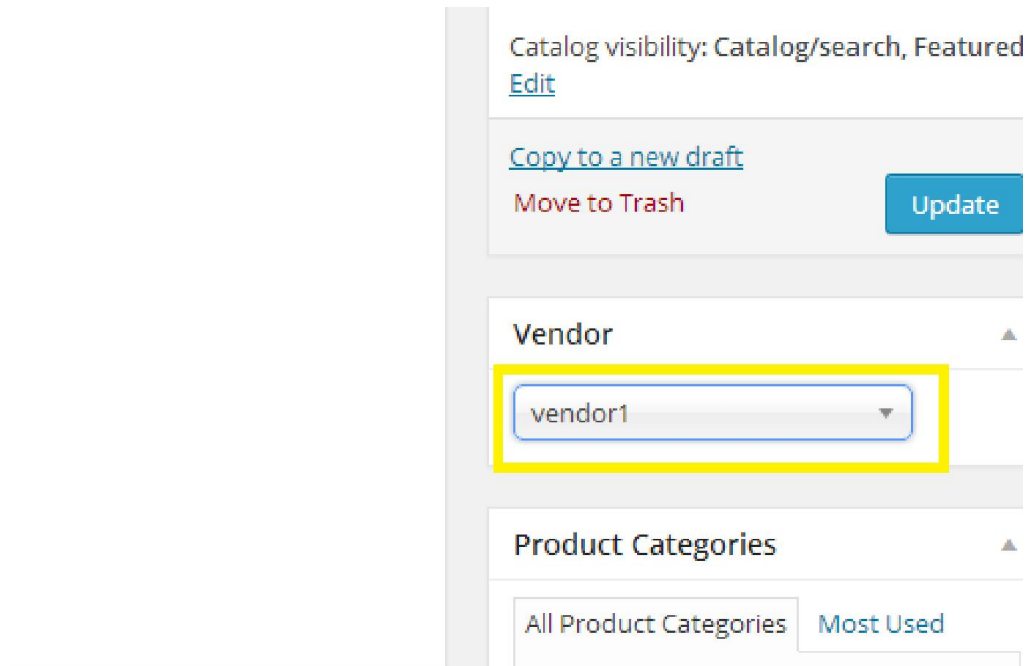 Catalog visibility: Catalog/search, Featured
Edit
Copy to a new draft
Move to Trash
Update
Vendor
vendor1
Product Categories
All Product Categories
Most Used